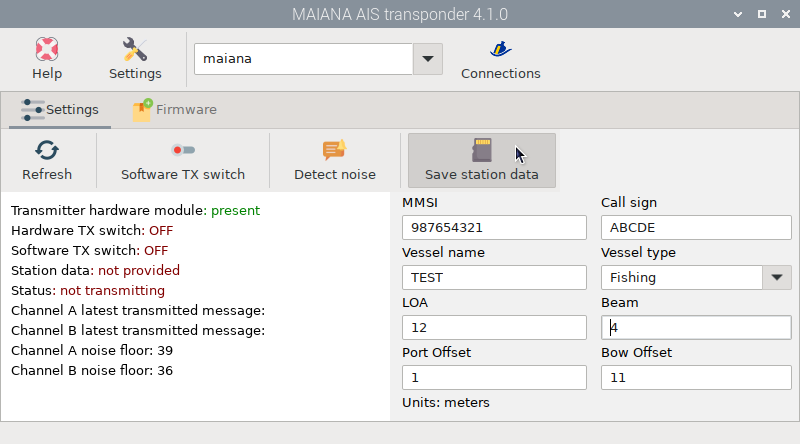 MAIANA AIS transponder 4.1.0
Help
Settings
maiana
Connections
Settings
Firmware
Refresh
Software TX switch
Detect noise
Save station data
Transmitter hardware module: present
Hardware TX switch: OFF
Software TX switch: OFF
Station data: not provided
Status: not transmitting
Channel A latest transmitted message:
Channel B latest transmitted message:
Channel A noise floor: 39
Channel B noise floor: 36
MMSI
Call sign
987654321
ABCDE
Vessel name
Vessel type
TEST
Fishing
LOA
Beam
12
4
Port Offset
Bow Offset
1
11
Units: meters